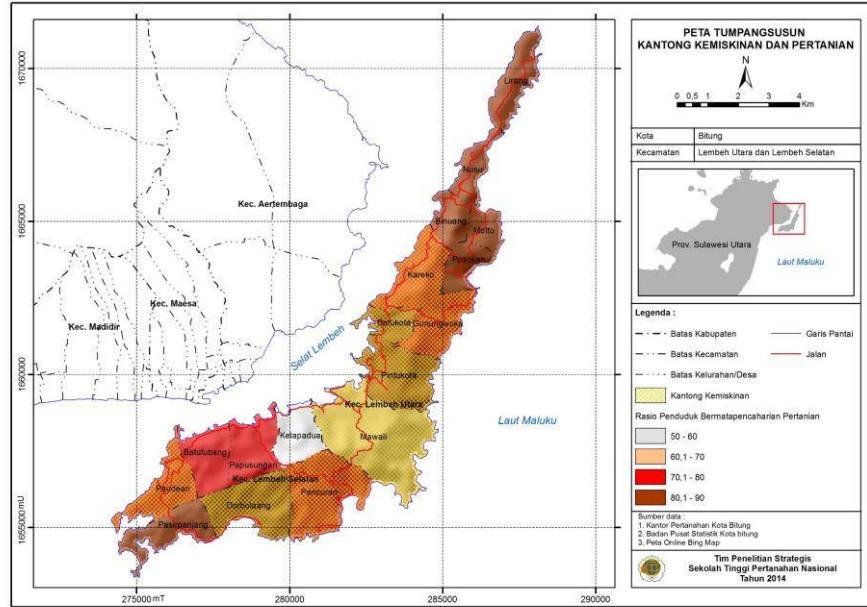 PETA TUMPANGSUSUN
KANTONG KEMISKINAN DAN PERTANIAN
N
0 0,5 1 2 3 4
Km
Kota Bitung
Kecamatan Lembeh Utara dan Lembeh Selatan
Prov. Sulawesi Utara
Laut Maluku
Legenda :
Batas Kabupaten
Garis Pantai
Batas Kecamatan
Jalan
Batas Kelurahan/Desa
Kantong Kemiskinan
Rasio Penduduk Bermatapencaharian Pertanian
50 - 60
60,1 - 70
70,1 - 80
80,1 - 90
Sumber data :
1. Kantor Pertanahan Kota Bitung
2. Badan Pusat Statistik Kota bitung
3. Peta Online Bing Map
Tim Penelitian Strategis
Sekolah Tinggi Pertanahan Nasional
Tahun 2014
Lirang
Nusu
Binuang
Motto
Posokan
Kareko
Batukota
Gunungwoka
Pintukota
Kec. Lembeh Utara
Mawali
Kelapadua
Batulubang
Papusungan
Kec. Lembeh Selatan
Paudean
Pancuran
Dorbolaang
Pasirpanjang
Kec. Aertembaga
Kec. Maesa
Kec. Madidir
Selat Lembeh
Laut Maluku
1670000
1665000
1660000
1655000 mU
275000 mT
280000
285000
290000